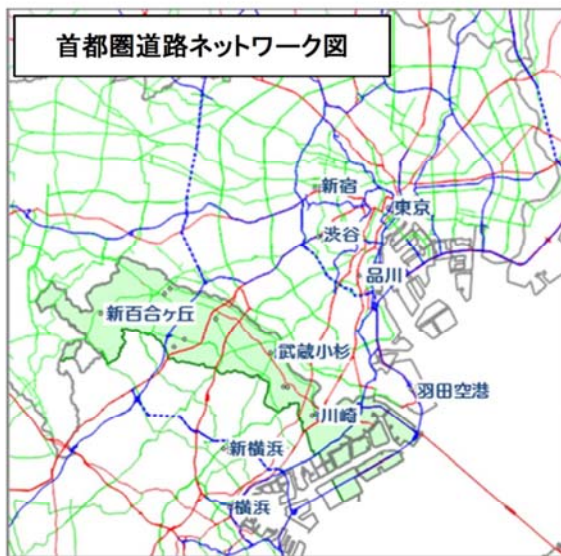 首都圏道路ネットワーク図
新宿
東京
渋谷
品川
新百合ヶ丘
武蔵小杉
羽田空港
川崎
新横浜
横浜